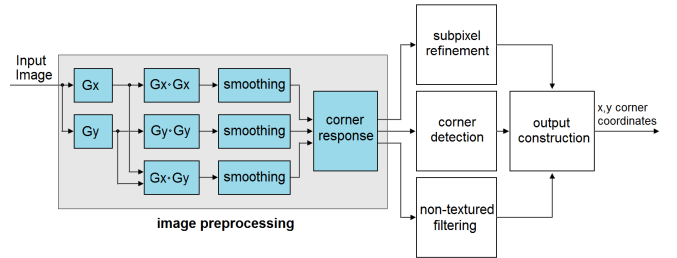 Input
Image
Gx
Gx·Gx
smoothing
Gy
Gy·Gy
smoothing
Gx·Gy
smoothing
corner
response
image preprocessing
subpixel
refinement
corner
detection
non-textured
filtering
output
construction
x,y corner
coordinates